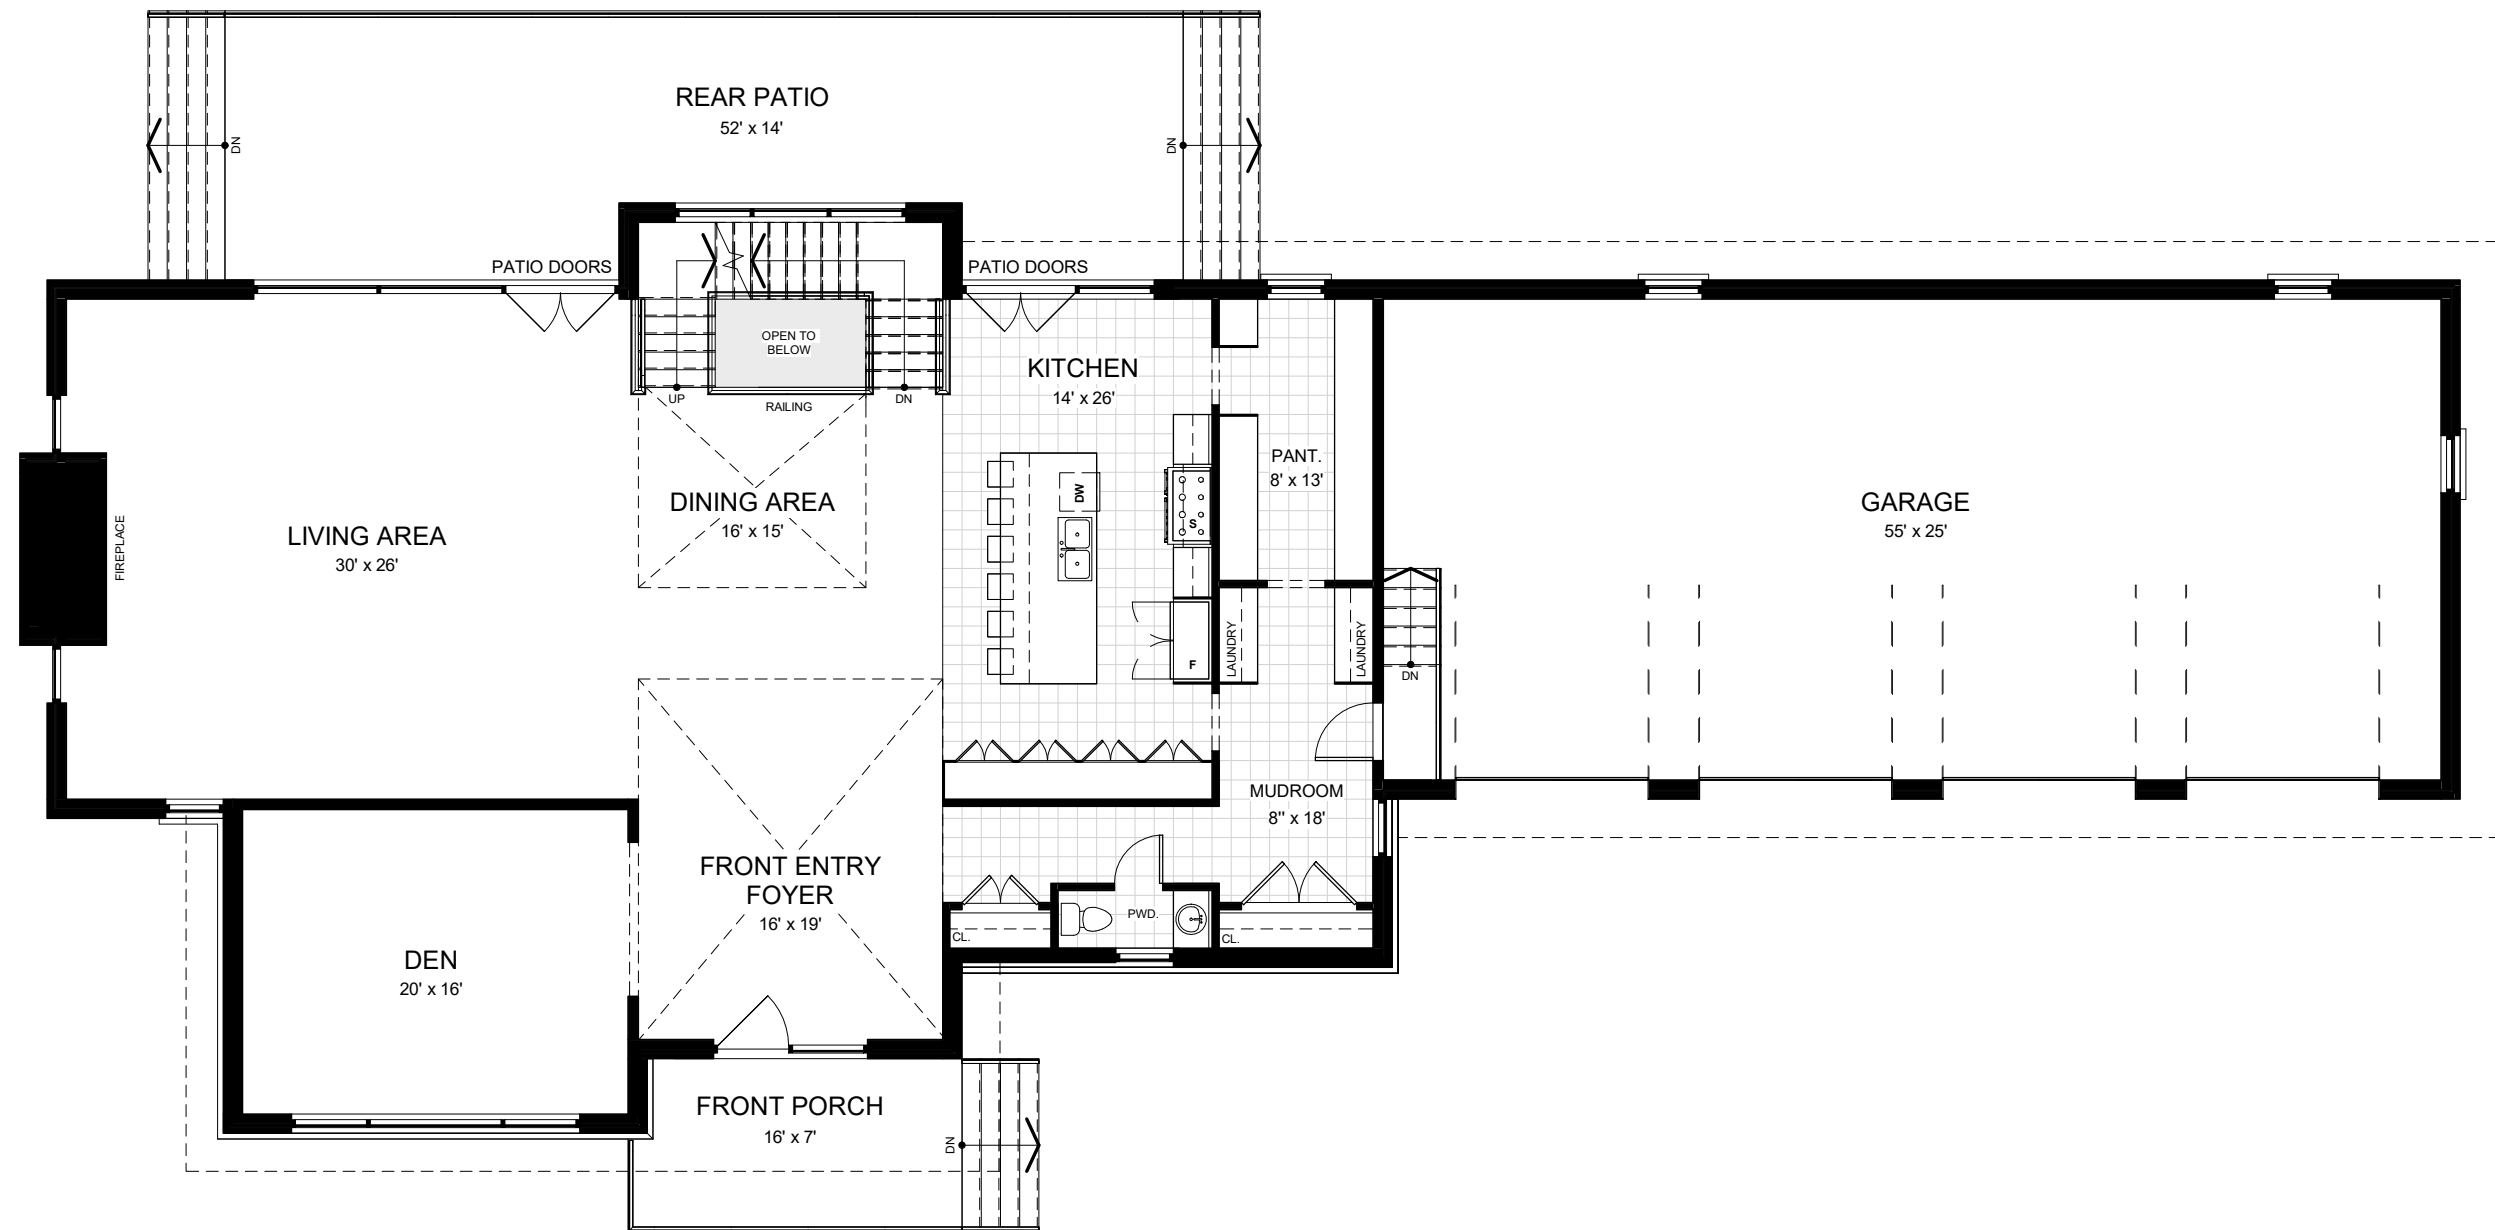 REAR PATIO
52' x 14'
DN
DN
PATIO DOORS
PATIO DOORS
OPEN TO
BELOW
UP
RAILING
DN
KITCHEN
14' x 26'
PANT.
8' x 13'
DW
S
F
DINING AREA
16' x 15'
LIVING AREA
30' x 26'
FIREPLACE
GARAGE
55' x 25'
LAUNDRY
LAUNDRY
DN
MUDROOM
8'' x 18'
FRONT ENTRY
FOYER
16' x 19'
PWD.
CL.
CL.
DEN
20' x 16'
FRONT PORCH
16' x 7'
DN